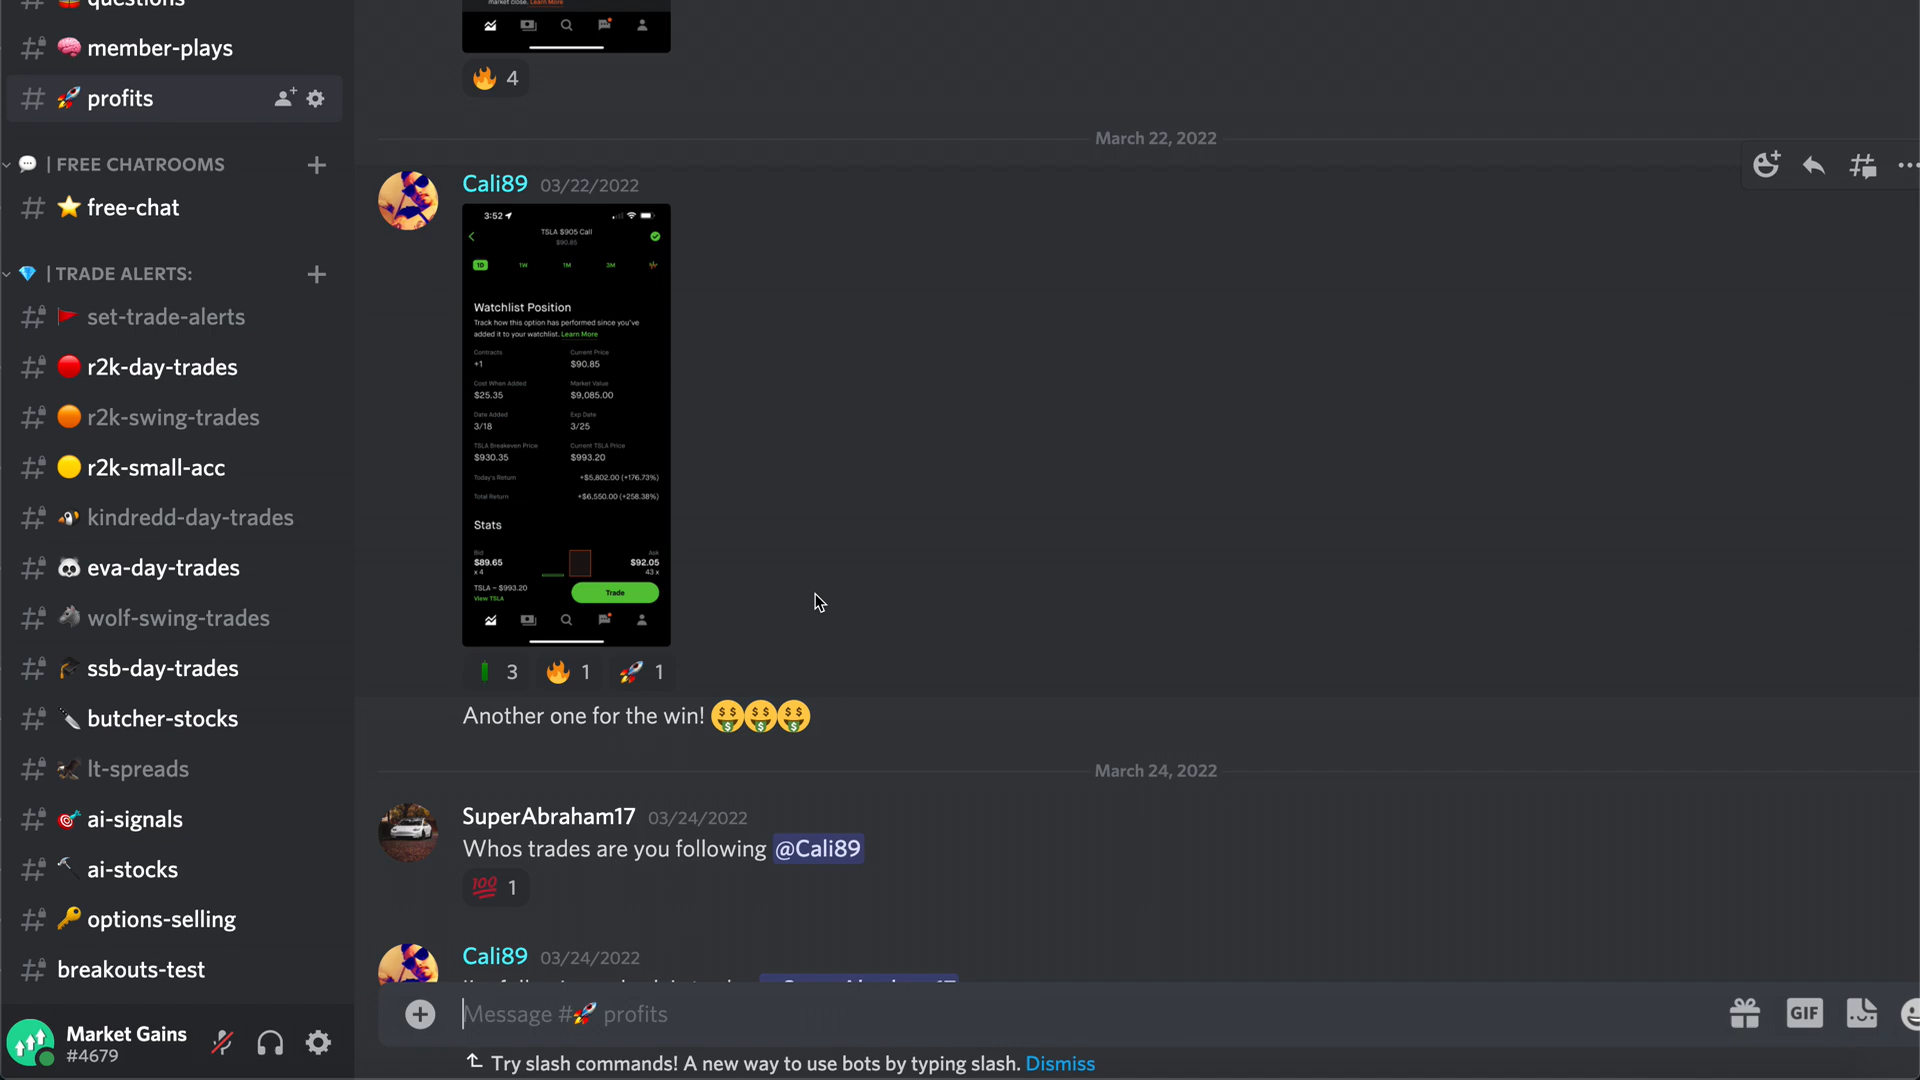 questions
member-plays
profits
FREE CHATROOMS
free-chat
TRADE ALERTS:
set-trade-alerts
r2k-day-trades
r2k-swing-trades
r2k-small-acc
kindredd-day-trades
eva-day-trades
wolf-swing-trades
ssb-day-trades
butcher-stocks
lt-spreads
ai-signals
ai-stocks
options-selling
breakouts-test
Market Gains
#4679
market close. Learn More
4
March 22, 2022
Cali89 03/22/2022
3:52
TSLA $905 Call
$90.85
1D 1W 1M 3M
Watchlist Position
Track how this option has performed since you've
added it to your watchlist. Learn More
Contracts Current Price
+1 $90.85
Cost When Added Market Value
$25.35 $9,085.00
Date Added Exp Date
3/18 3/25
TSLA Breakeven Price Current TSLA Price
$930.35 $993.20
Today's Return +$5,802.00 (+176.73%)
Total Return +$6,550.00 (+258.38%)
Stats
Bid Ask
$89.65 $92.05
x 4 43 x
TSLA – $993.20
View TSLA
Trade
3 1 1
Another one for the win!
March 24, 2022
SuperAbraham17 03/24/2022
Whos trades are you following @Cali89
100 1
Cali89 03/24/2022
Message # profits
GIF
Try slash commands! A new way to use bots by typing slash. Dismiss